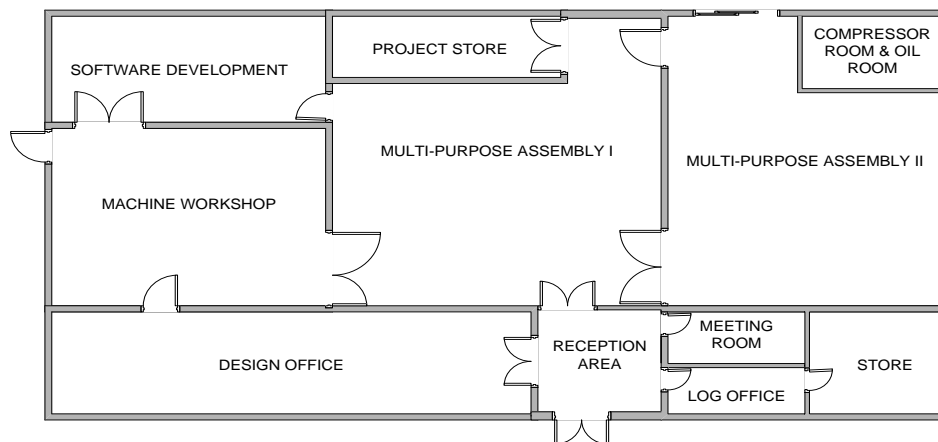 COMPRESSOR
ROOM & OIL
ROOM
PROJECT STORE
SOFTWARE DEVELOPMENT
MULTI-PURPOSE ASSEMBLY I
MULTI-PURPOSE ASSEMBLY II
MACHINE WORKSHOP
MEETING
ROOM
RECEPTION
AREA
DESIGN OFFICE
STORE
LOG OFFICE